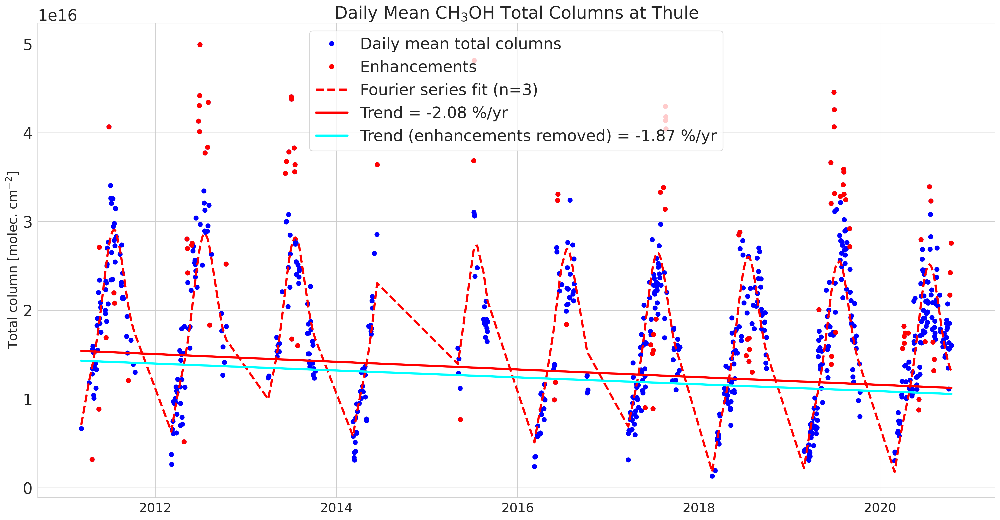 Daily Mean CH₃OH Total Columns at Thule
1e16
Daily mean total columns
Enhancements
Fourier series fit (n=3)
Trend = -2.08 %/yr
Trend (enhancements removed) = -1.87 %/yr
Total column [molec. cm⁻²]
5
4
3
2
1
0
2012
2014
2016
2018
2020